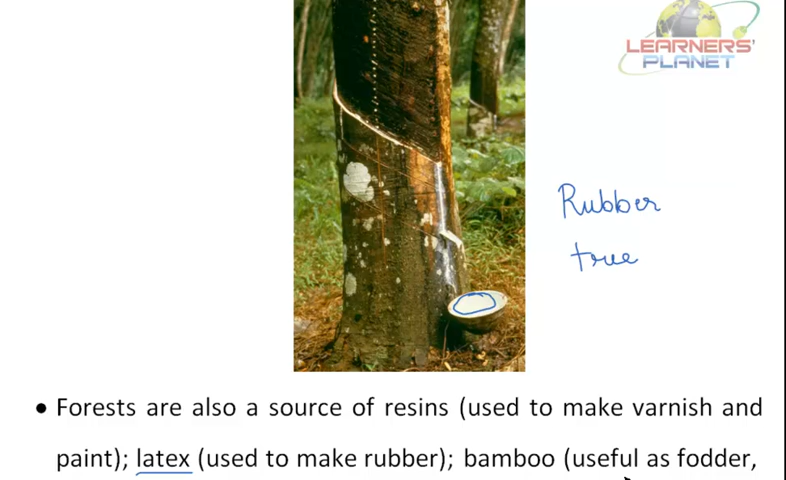 LEARNERS'
PLANET
Rubber
tree
• Forests are also a source of resins (used to make varnish and
paint); latex (used to make rubber); bamboo (useful as fodder,